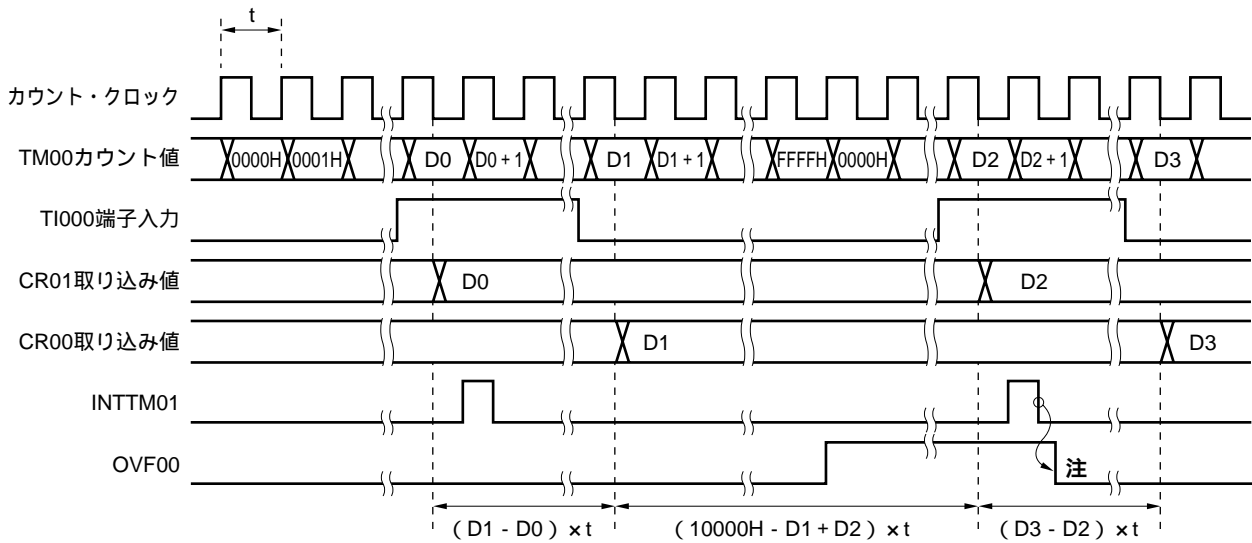 t
カウント・クロック
TM00カウント値 0000H 0001H D0 D0 + 1 D1 D1 + 1 FFFFH 0000H D2 D2 + 1 D3
TI000端子入力
CR01取り込み値 D0 D2
CR00取り込み値 D1 D3
INTTM01
OVF00 注
( D1 - D0 ) × t ( 10000H - D1 + D2 ) × t ( D3 - D2 ) × t